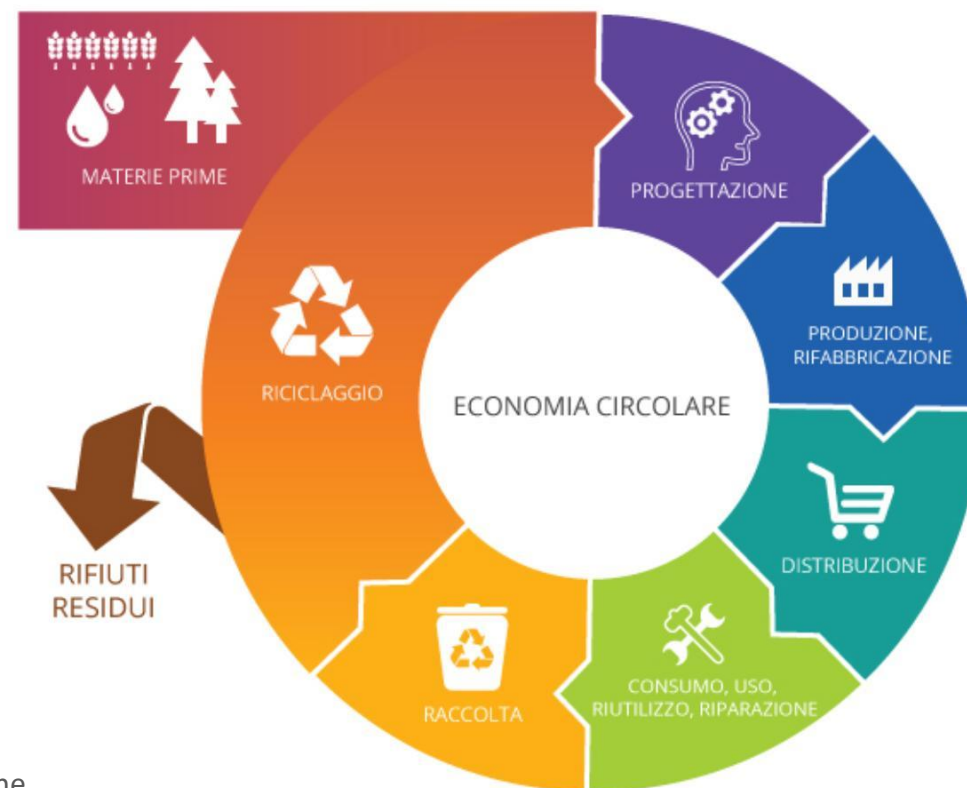 MATERIE PRIME
PROGETTAZIONE
PRODUZIONE,
RIFABBRICAZIONE
RICICLAGGIO
ECONOMIA CIRCOLARE
DISTRIBUZIONE
RIFIUTI
RESIDUI
CONSUMO, USO,
RIUTILIZZO, RIPARAZIONE
RACCOLTA